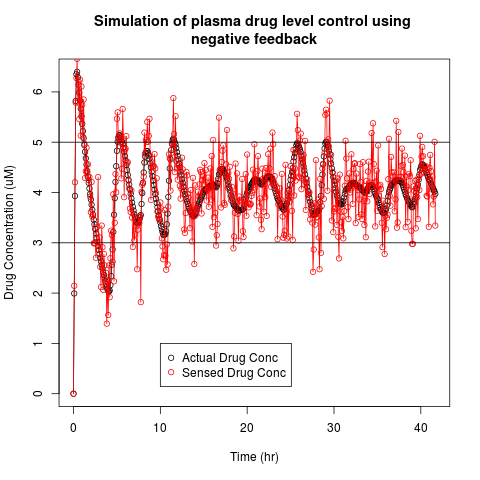 Simulation of plasma drug level control using
negative feedback
Drug Concentration (uM)
6
5
4
3
2
1
0
Actual Drug Conc
Sensed Drug Conc
0 10 20 30 40
Time (hr)